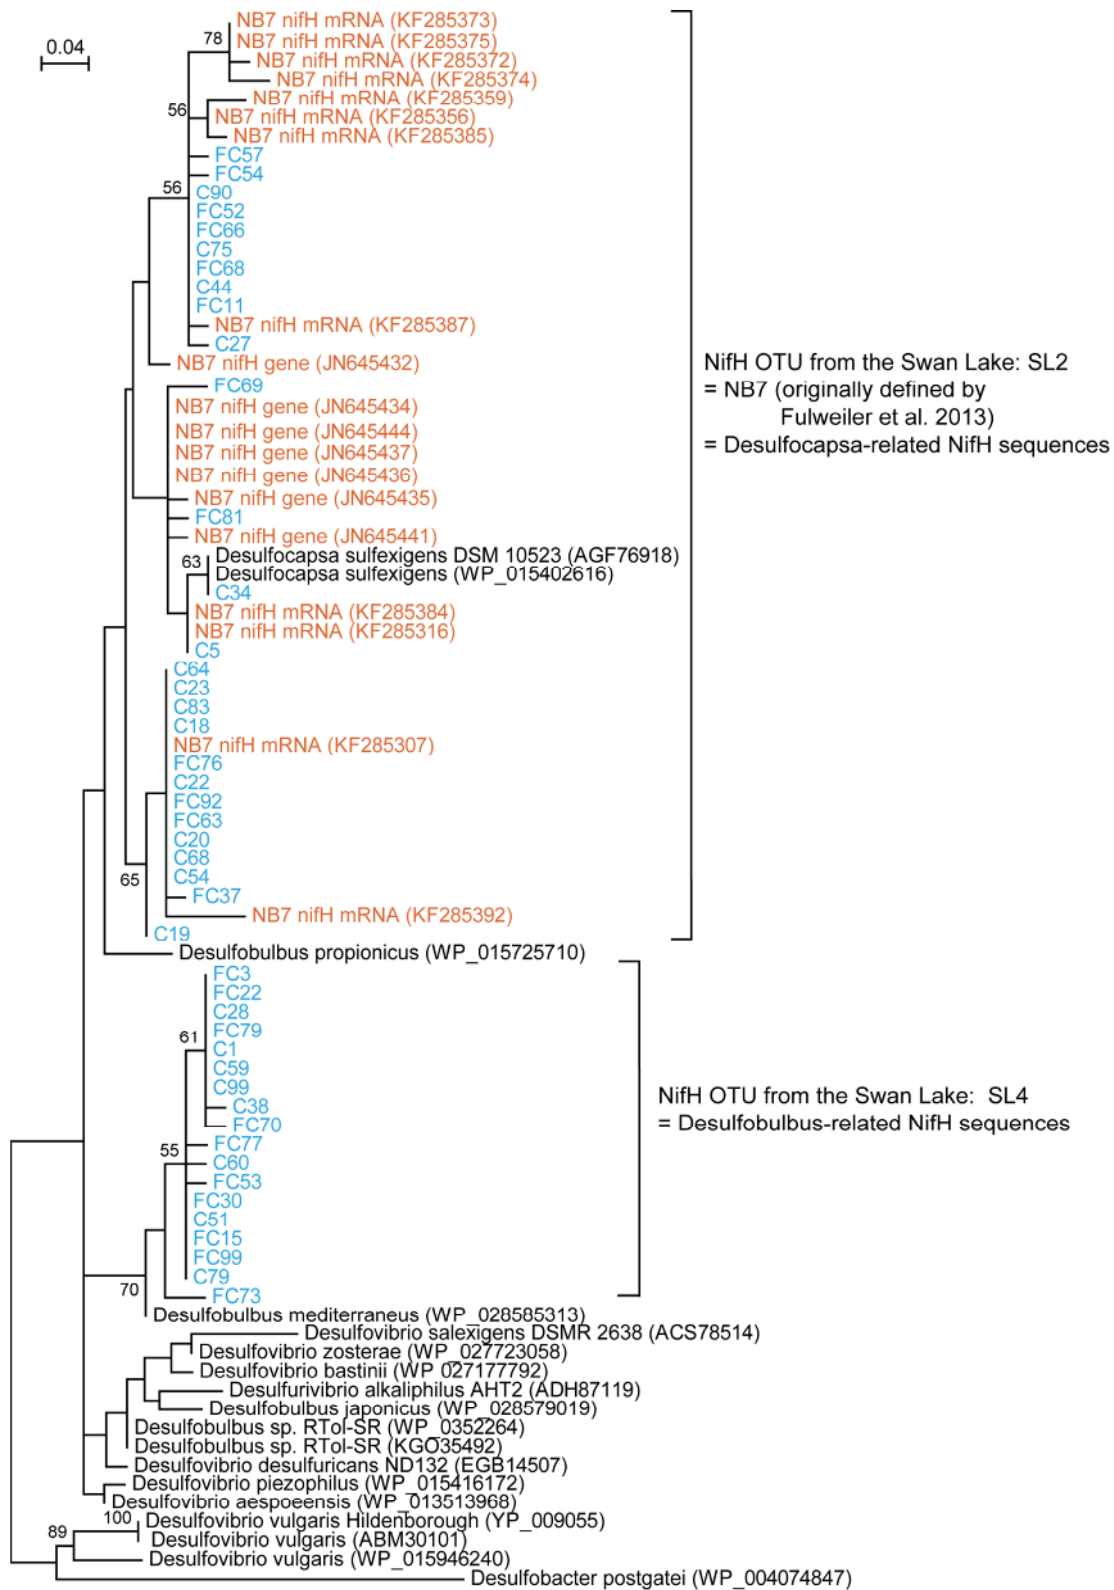 NB7 nifH mRNA (KF285373)
0.04
78
NB7 nifH mRNA (KF285375)
NB7 nifH mRNA (KF285372)
NB7 nifH mRNA (KF285374)
NB7 nifH mRNA (KF285359)
56
NB7 nifH mRNA (KF285356)
NB7 nifH mRNA (KF285385)
FC57
FC54
56
C90
FC52
FC66
C75
FC68
C44
FC11
NB7 nifH mRNA (KF285387)
C27
NB7 nifH gene (JN645432)
NifH OTU from the Swan Lake: SL2
= NB7 (originally defined by
Fulweiler et al. 2013)
= Desulfocapsa-related NifH sequences
FC69
NB7 nifH gene (JN645434)
NB7 nifH gene (JN645444)
NB7 nifH gene (JN645437)
NB7 nifH gene (JN645436)
NB7 nifH gene (JN645435)
FC81
NB7 nifH gene (JN645441)
63
Desulfocapsa sulfexigens DSM 10523 (AGF76918)
Desulfocapsa sulfexigens (WP_015402616)
C34
NB7 nifH mRNA (KF285384)
NB7 nifH mRNA (KF285316)
C5
C64
C23
C83
C18
NB7 nifH mRNA (KF285307)
FC76
C22
FC92
FC63
C20
C68
C54
65
FC37
NB7 nifH mRNA (KF285392)
C19
Desulfobulbus propionicus (WP_015725710)
FC3
FC22
C28
FC79
61
C1
C59
C99
C38
FC70
NifH OTU from the Swan Lake: SL4
= Desulfobulbus-related NifH sequences
FC77
55
C60
FC53
FC30
C51
FC15
FC99
C79
70
FC73
Desulfobulbus mediterraneus (WP_028585313)
Desulfovibrio salexigens DSMR 2638 (ACS78514)
Desulfovibrio zosterae (WP_027723058)
Desulfovibrio bastinii (WP 027177792)
Desulfurivibrio alkaliphilus AHT2 (ADH87119)
Desulfobulbus japonicus (WP_028579019)
Desulfobulbus sp. RTol-SR (WP_0352264)
Desulfobulbus sp. RTol-SR (KGO35492)
Desulfovibrio desulfuricans ND132 (EGB14507)
Desulfovibrio piezophilus (WP_015416172)
Desulfovibrio aespoeensis (WP_013513968)
100
Desulfovibrio vulgaris Hildenborough (YP_009055)
89
Desulfovibrio vulgaris (ABM30101)
Desulfovibrio vulgaris (WP_015946240)
Desulfobacter postgatei (WP_004074847)